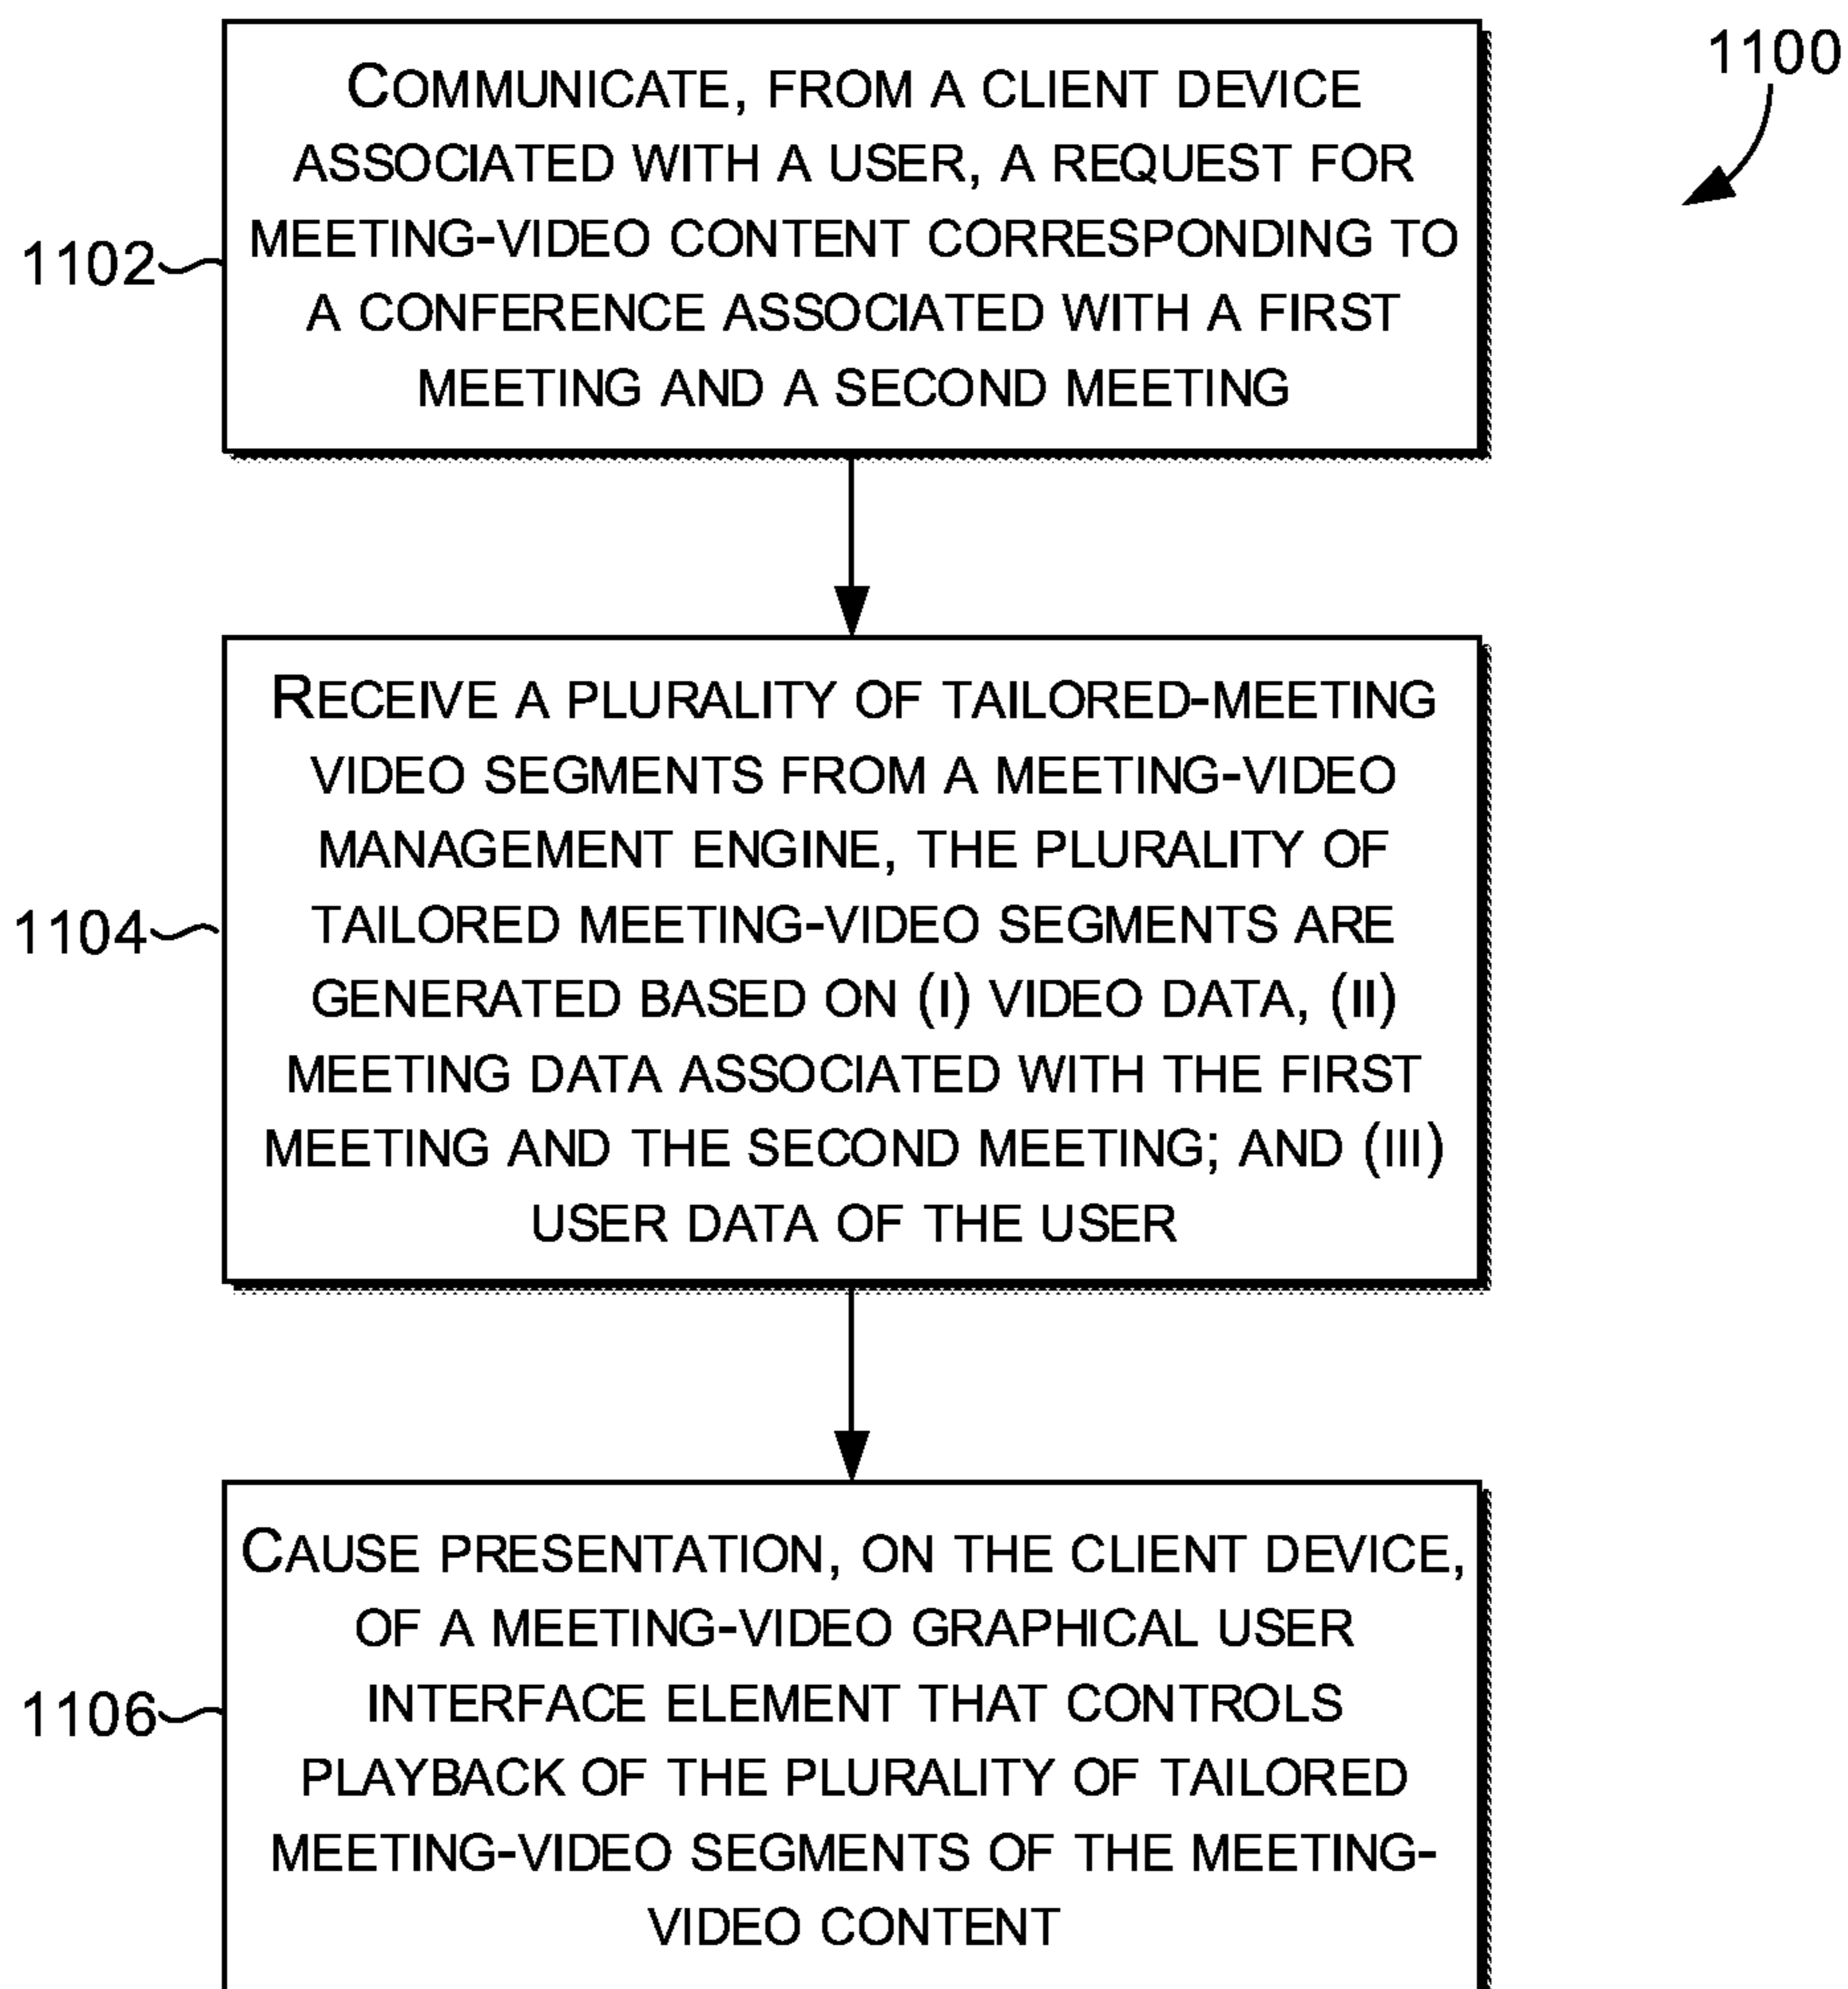 1100
COMMUNICATE, FROM A CLIENT DEVICE
ASSOCIATED WITH A USER, A REQUEST FOR
MEETING-VIDEO CONTENT CORRESPONDING TO
A CONFERENCE ASSOCIATED WITH A FIRST
MEETING AND A SECOND MEETING
1102
RECEIVE A PLURALITY OF TAILORED-MEETING
VIDEO SEGMENTS FROM A MEETING-VIDEO
MANAGEMENT ENGINE, THE PLURALITY OF
TAILORED MEETING-VIDEO SEGMENTS ARE
GENERATED BASED ON (I) VIDEO DATA, (II)
MEETING DATA ASSOCIATED WITH THE FIRST
MEETING AND THE SECOND MEETING; AND (III)
USER DATA OF THE USER
1104
CAUSE PRESENTATION, ON THE CLIENT DEVICE,
OF A MEETING-VIDEO GRAPHICAL USER
INTERFACE ELEMENT THAT CONTROLS
PLAYBACK OF THE PLURALITY OF TAILORED
MEETING-VIDEO SEGMENTS OF THE MEETING-
VIDEO CONTENT
1106